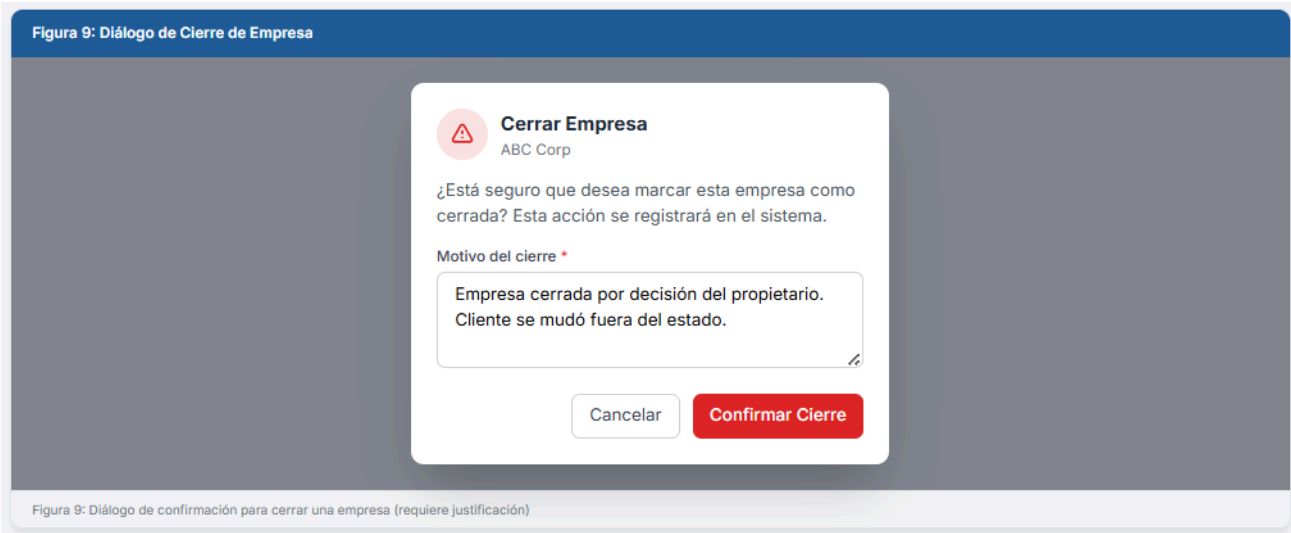 Figura 9: Diálogo de Cierre de Empresa
Cerrar Empresa
ABC Corp
¿Está seguro que desea marcar esta empresa como
cerrada? Esta acción se registrará en el sistema.
Motivo del cierre *
Empresa cerrada por decisión del propietario.
Cliente se mudó fuera del estado.
Cancelar
Confirmar Cierre
Figura 9: Diálogo de confirmación para cerrar una empresa (requiere justificación)